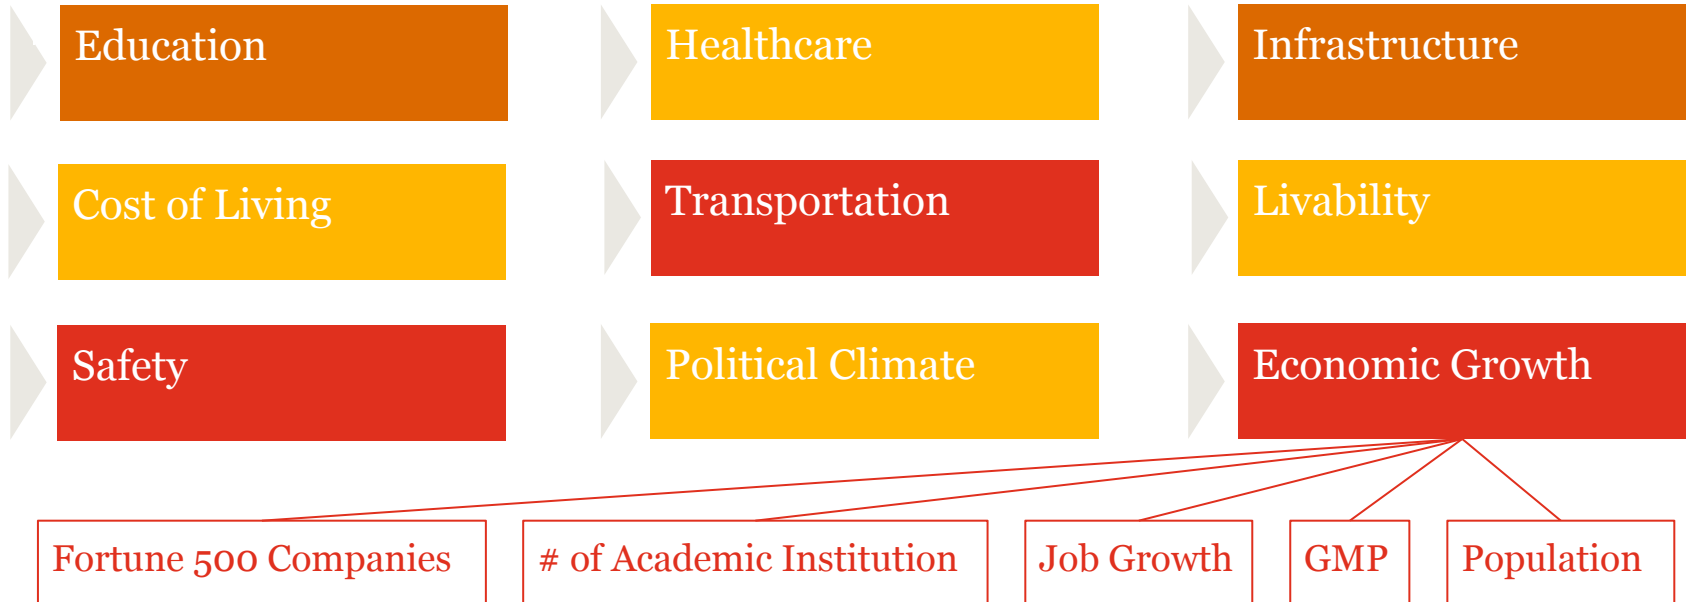 Education
Healthcare
Infrastructure
Cost of Living
Transportation
Livability
Safety
Political Climate
Economic Growth
Fortune 500 Companies
# of Academic Institution
Job Growth
GMP
Population